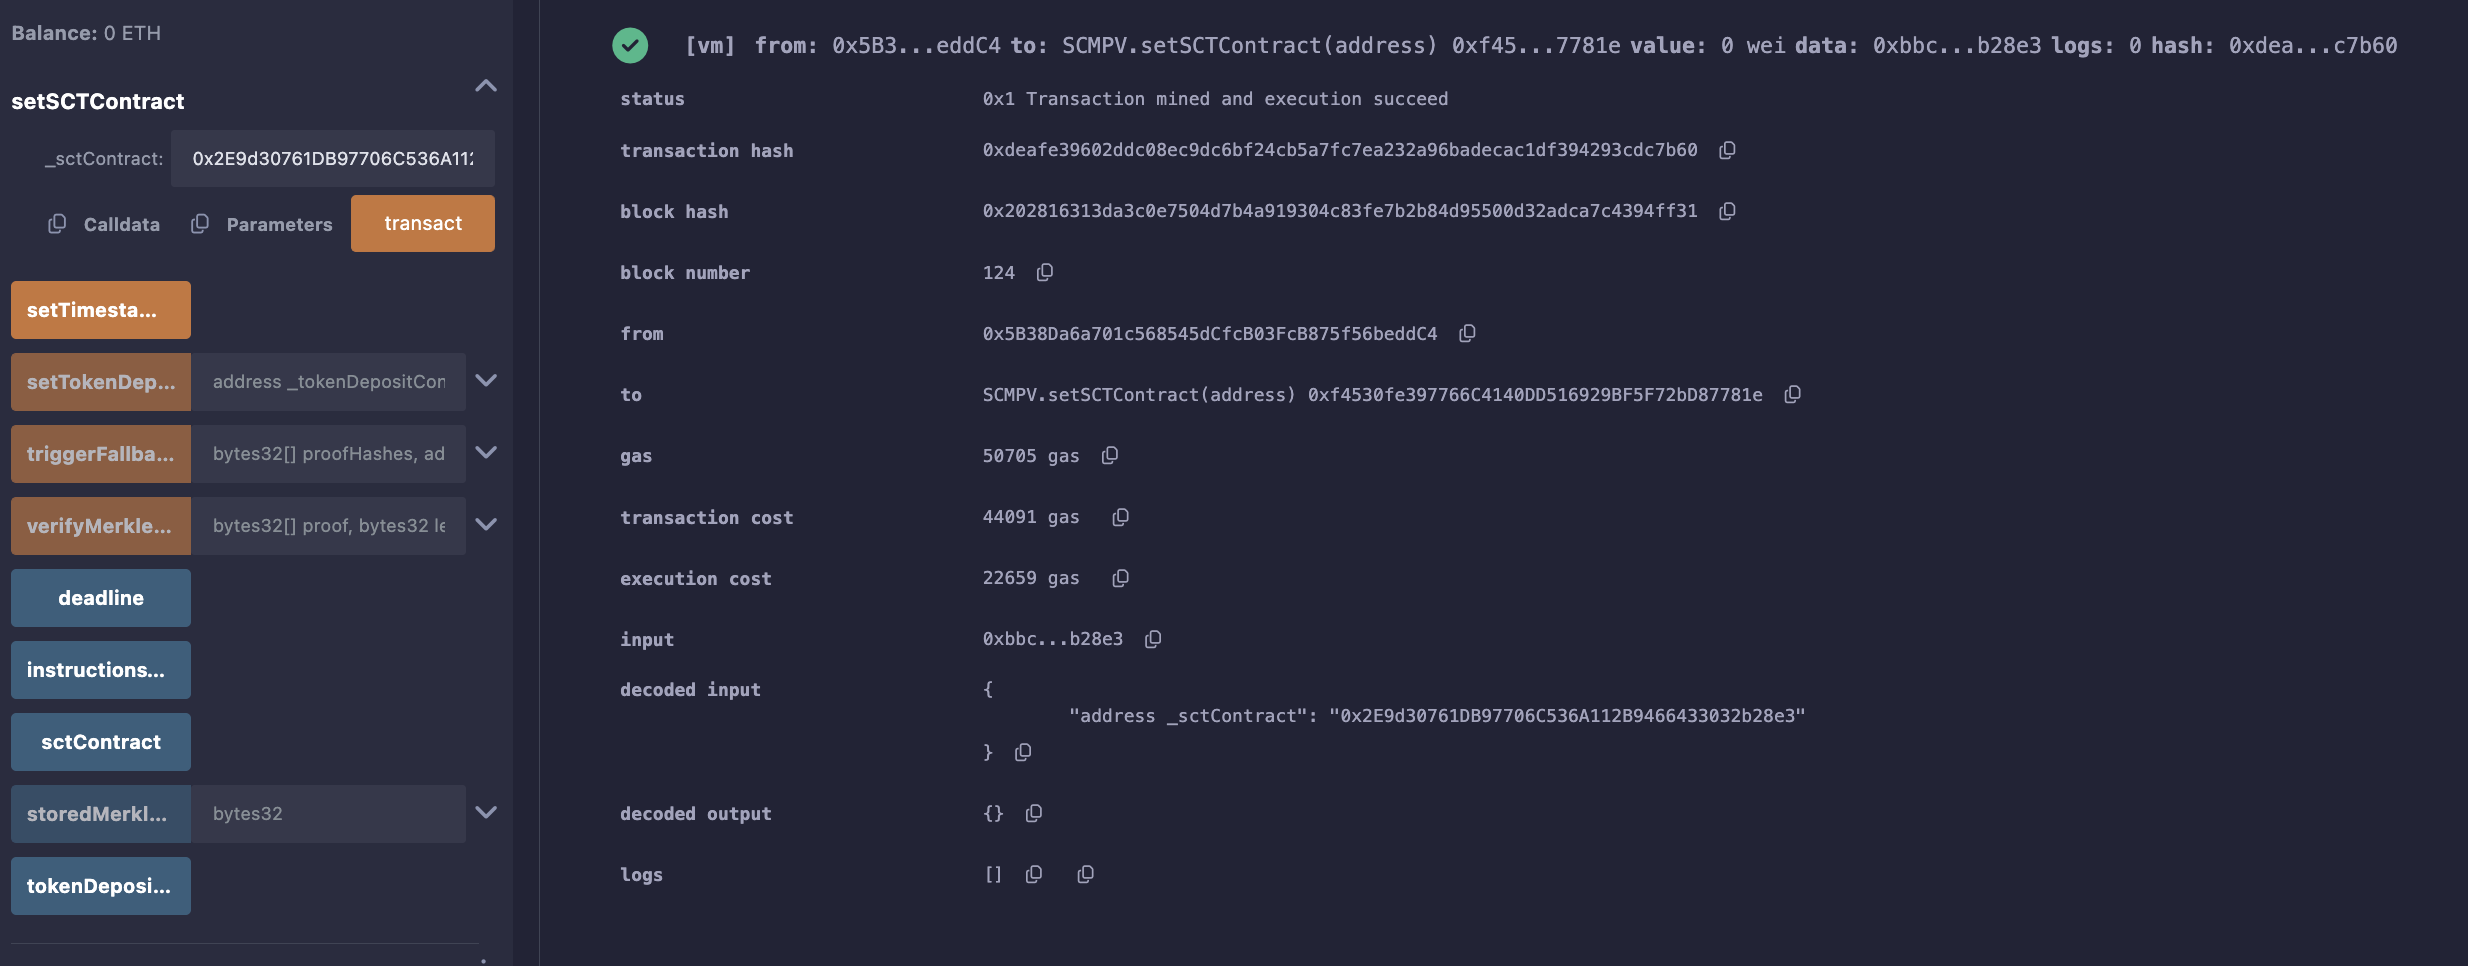 Balance: 0 ETH
setSCTContract
_sctContract: 0x2E9d30761DB97706C536A112
Calldata Parameters transact
setTimesta...
setTokenDep... address _tokenDepositCon
triggerFallba... bytes32[] proofHashes, ad
verifyMerkle... bytes32[] proof, bytes32 le
deadline
instructions...
sctContract
storedMerkl... bytes32
tokenDeposi...
[vm] from: 0x5B3...eddC4 to: SCMPV.setSCTContract(address) 0xf45...7781e value: 0 wei data: 0xbbc...b28e3 logs: 0 hash: 0xdea...c7b60
status 0x1 Transaction mined and execution succeed
transaction hash 0xdeafe39602ddc08ec9dc6bf24cb5a7fc7ea232a96badecac1df394293cdc7b60
block hash 0x202816313da3c0e7504d7b4a919304c83fe7b2b84d95500d32adca7c4394ff31
block number 124
from 0x5B38Da6a701c568545dCfcB03FcB875f56beddC4
to SCMPV.setSCTContract(address) 0xf4530fe397766C4140DD516929BF5F72bD87781e
gas 50705 gas
transaction cost 44091 gas
execution cost 22659 gas
input 0xbbc...b28e3
decoded input {
"address _sctContract": "0x2E9d30761DB97706C536A112B9466433032b28e3"
}
decoded output {}
logs []